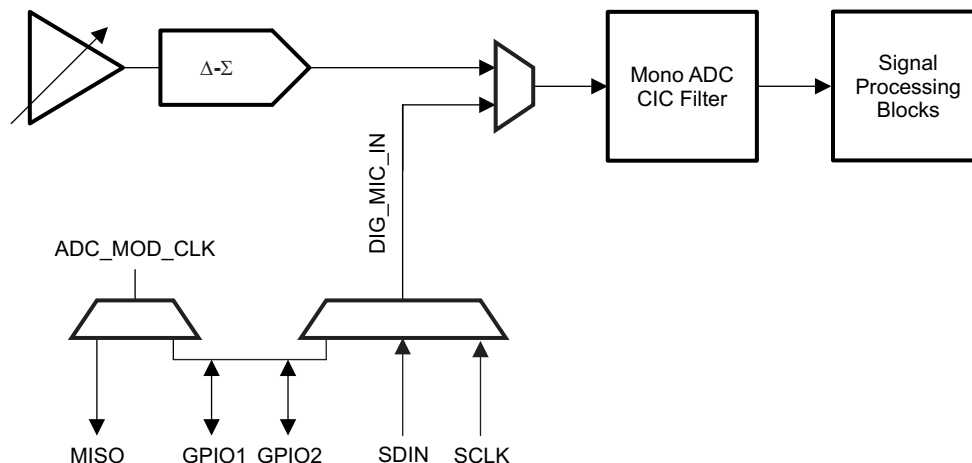 Δ-Σ
Mono ADC
CIC Filter
Signal
Processing
Blocks
DIG_MIC_IN
ADC_MOD_CLK
MISO
GPIO1
GPIO2
SDIN
SCLK